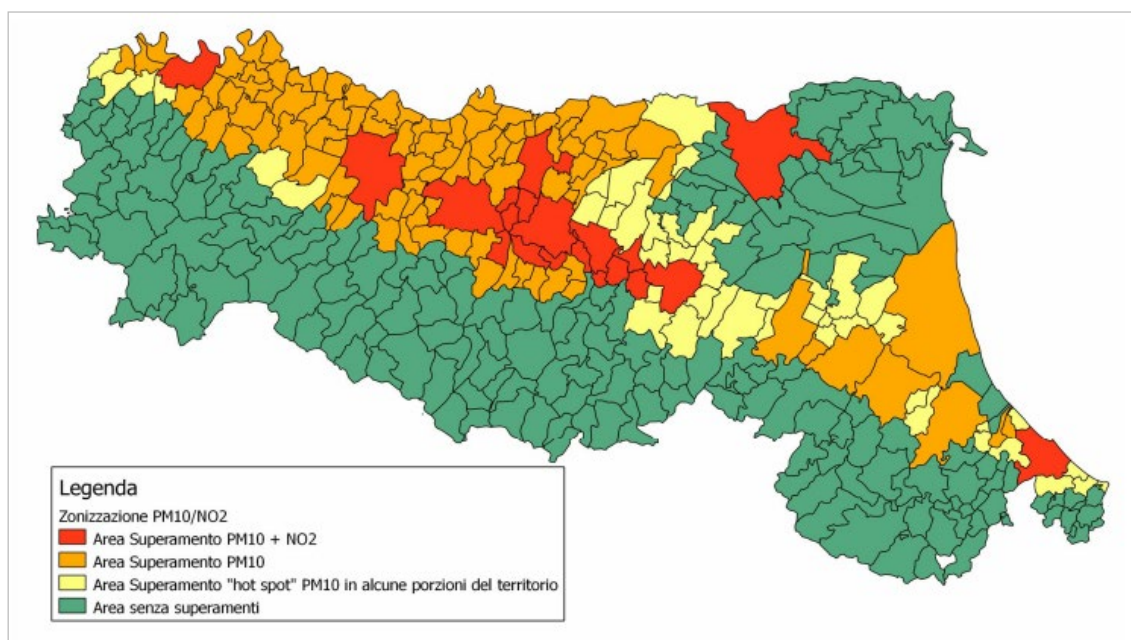 Legenda
Zonizzazione PM10/NO2
Area Superamento PM10 + NO2
Area Superamento PM10
Area Superamento "hot spot" PM10 in alcune porzioni del territorio
Area senza superamenti